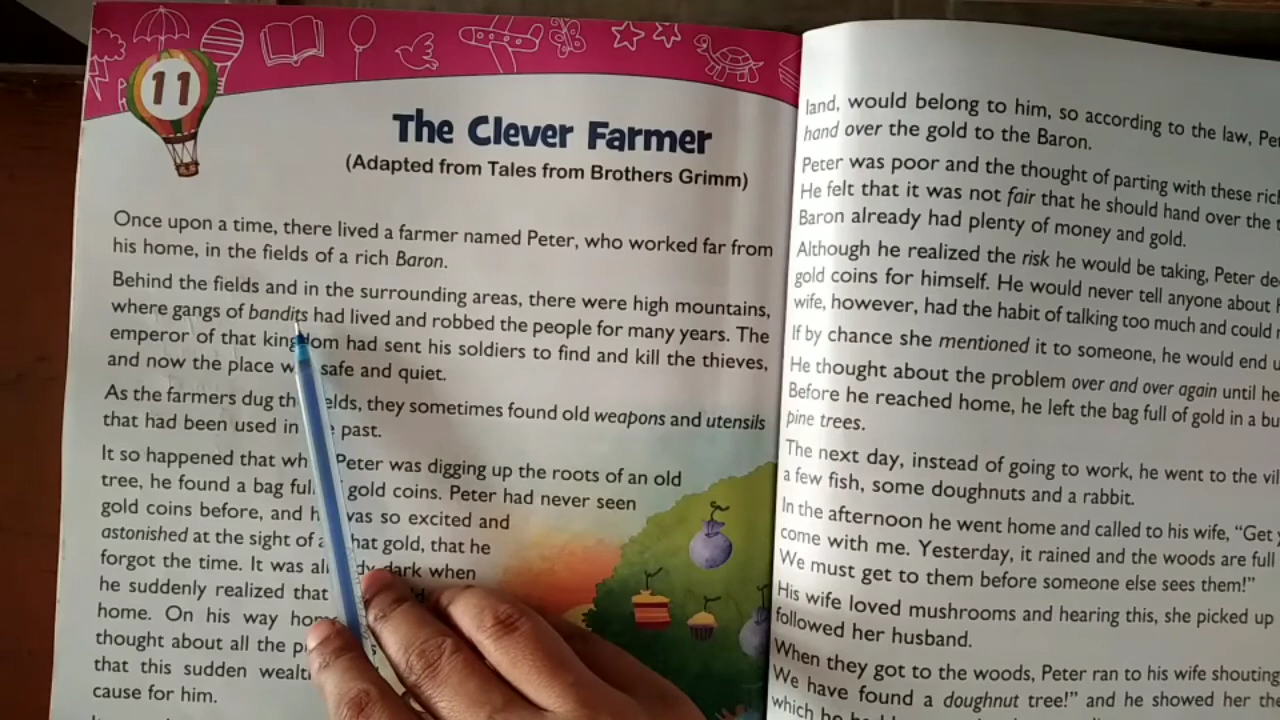 11
The Clever Farmer
(Adapted from Tales from Brothers Grimm)
Once upon a time, there lived a farmer named Peter, who worked far from
his home, in the fields of a rich Baron.
Behind the fields and in the surrounding areas, there were high mountains,
where gangs of bandits had lived and robbed the people for many years. The
emperor of that kingdom had sent his soldiers to find and kill the thieves,
and now the place safe and quiet.
As the farmers dug they sometimes found old weapons and utensils
that had been used in past.
It so happened that Peter was digging up the roots of an old
tree, he found a bag gold coins. Peter had never seen
gold coins before, and was so excited and
astonished at the sight of that gold, that he
forgot the time. It was dark when
he suddenly realized that
home. On his way
thought about all the
that this sudden
cause for him.
land, would belong to him, so according to the law,
hand over the gold to the Baron.
Peter was poor and the thought of parting with these
He felt that it was not fair that he should hand over the
Baron already had plenty of money and gold.
Although he realized the risk he would be taking, Peter
gold coins for himself. He would never tell anyone about
wife, however, had the habit of talking too much and could
If by chance she mentioned it to someone, he would end
He thought about the problem over and over again until he
Before he reached home, he left the bag full of gold in a
pine trees.
The next day, instead of going to work, he went to the
a few fish, some doughnuts and a rabbit.
In the afternoon he went home and called to his wife, “Get
come with me. Yesterday, it rained and the woods are full
We must get to them before someone else sees them!”
His wife loved mushrooms and hearing this, she picked up
followed her husband.
When they got to the woods, Peter ran to his wife shouting
We have found a doughnut tree!” and he showed her the
which he